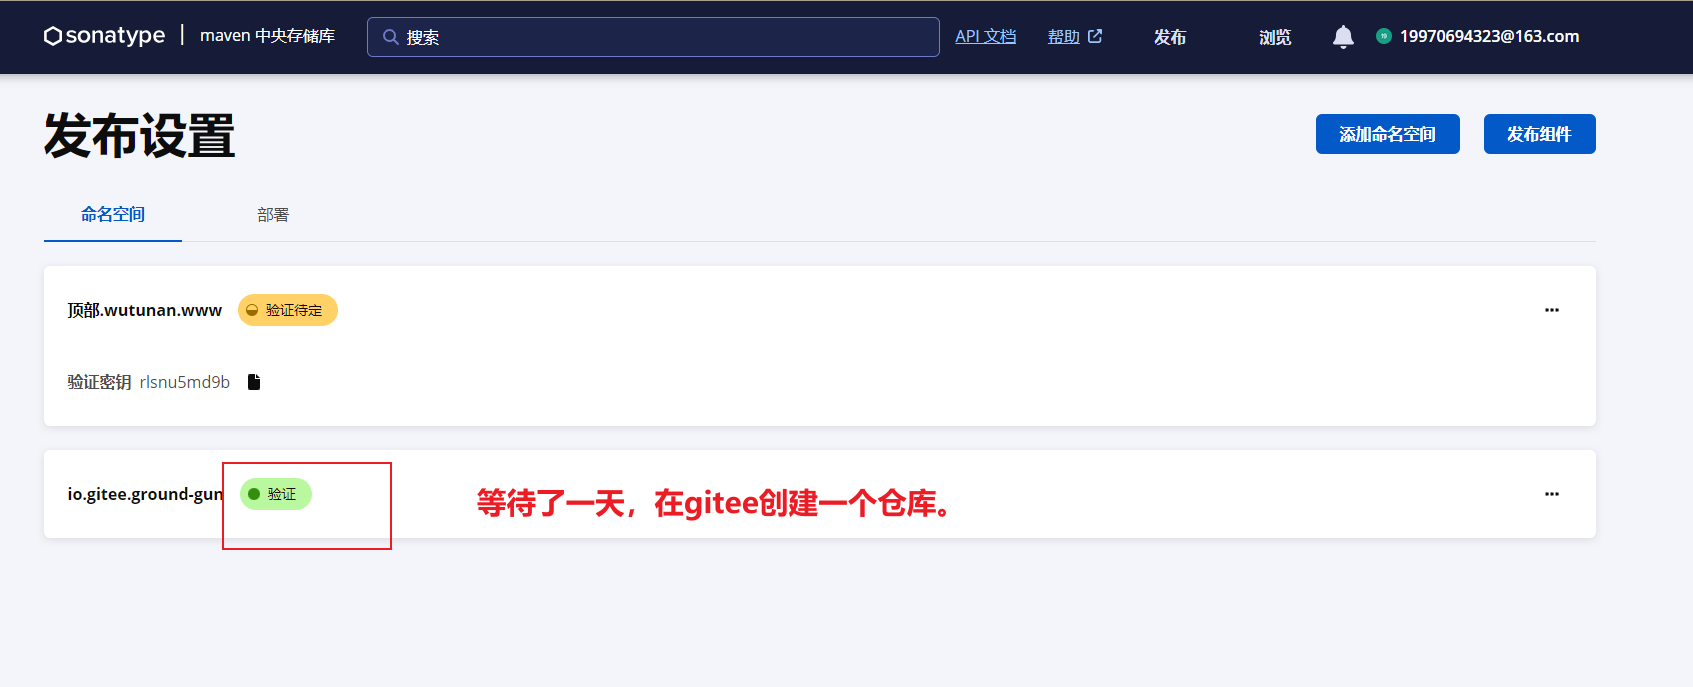 sonatype | maven 中央存储库 搜索 API 文档 帮助 发布 浏览 19970694323@163.com
发布设置 添加命名空间 发布组件
命名空间 部署
顶部.wutunan.www 验证待定
验证密钥 rlsnu5md9b
io.gitee.ground-gun 验证 等待了一天，在gitee创建一个仓库。